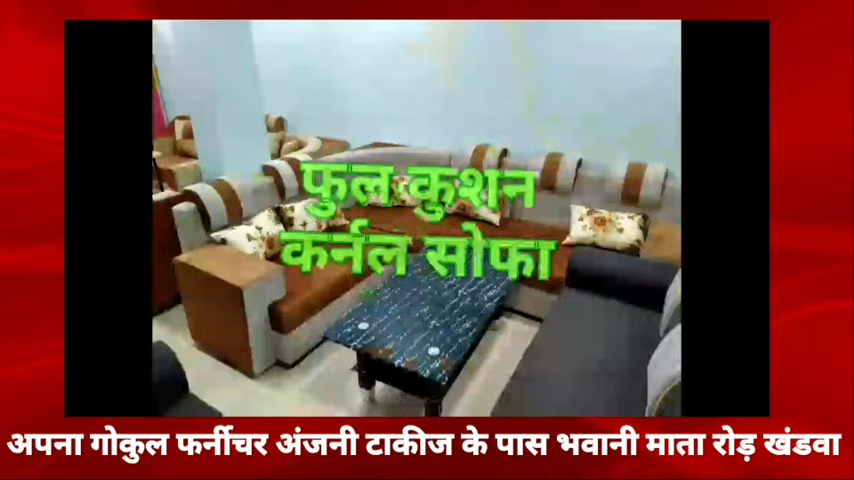 फुल कुशन
कर्नल सोफा
अपना गोकुल फर्नीचर अंजनी टाकीज के पास भवानी माता रोड़ खंडवा